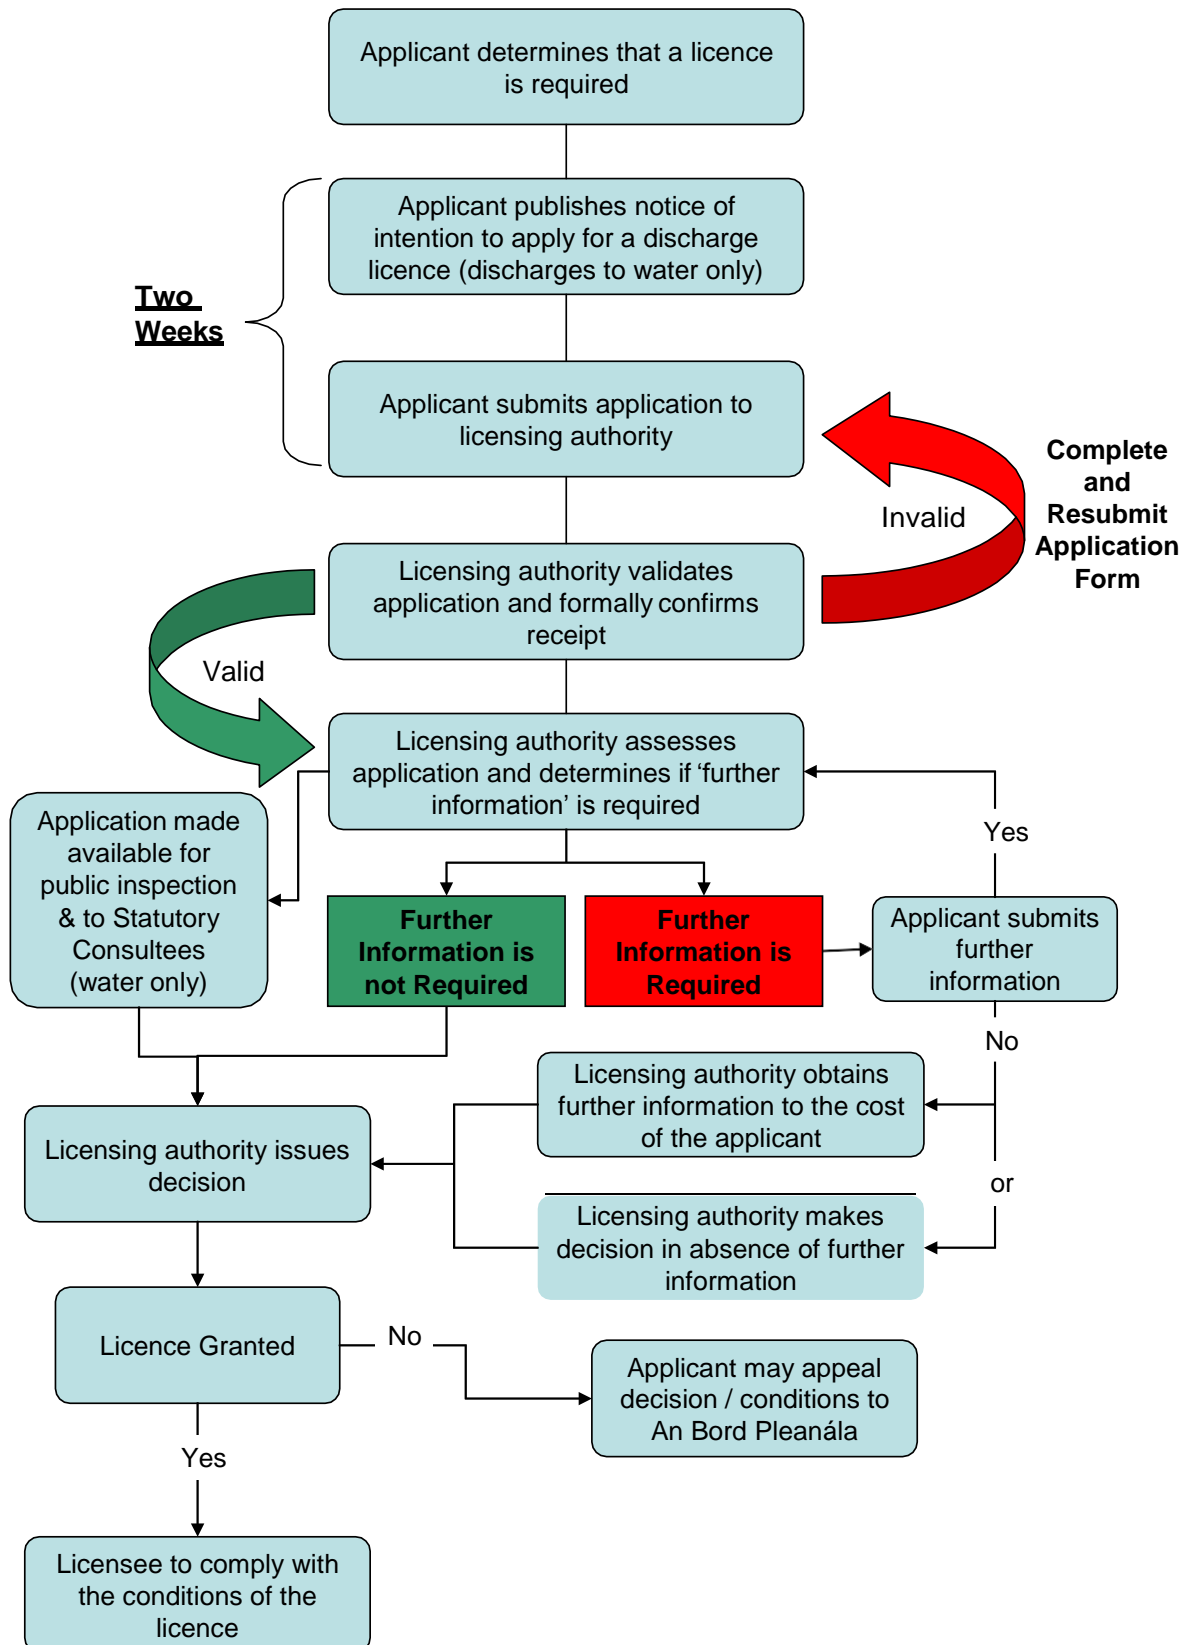 Applicant determines that a licence
is required
Applicant publishes notice of
intention to apply for a discharge
licence (discharges to water only)
Two
Weeks
Applicant submits application to
licensing authority
Complete
and
Resubmit
Application
Form
Invalid
Licensing authority validates
application and formally confirms
receipt
Valid
Licensing authority assesses
application and determines if ‘further
information’ is required
Application made
available for
public inspection
& to Statutory
Consultees
(water only)
Further
Information is
not Required
Further
Information is
Required
Yes
Applicant submits
further
information
No
Licensing authority obtains
further information to the cost
of the applicant
or
Licensing authority makes
decision in absence of further
information
Licensing authority issues
decision
Licence Granted
No
Applicant may appeal
decision / conditions to
An Bord Pleanála
Yes
Licensee to comply with
the conditions of the
licence